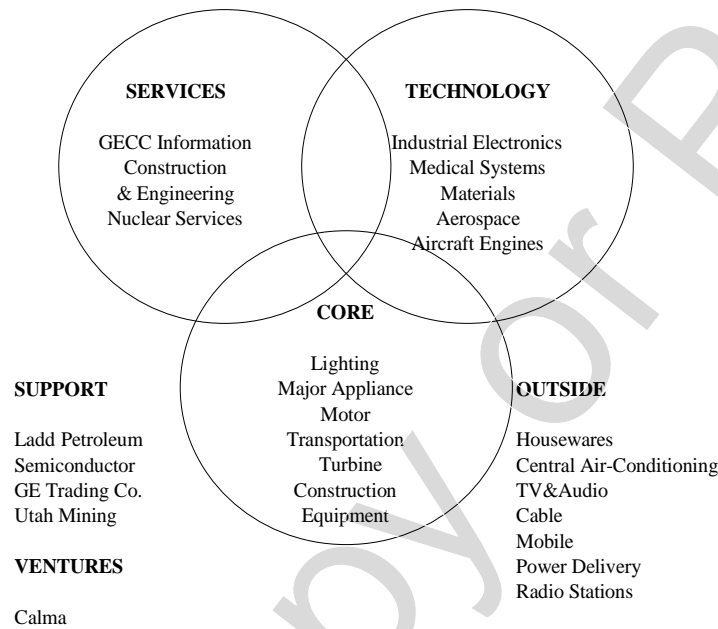 SERVICES
GECC Information
Construction
& Engineering
Nuclear Services
TECHNOLOGY
Industrial Electronics
Medical Systems
Materials
Aerospace
Aircraft Engines
CORE
Lighting
Major Appliance
Motor
Transportation
Turbine
Construction
Equipment
SUPPORT
Ladd Petroleum
Semiconductor
GE Trading Co.
Utah Mining
VENTURES
Calma
OUTSIDE
Housewares
Central Air-Conditioning
TV&Audio
Cable
Mobile
Power Delivery
Radio Stations
py or P